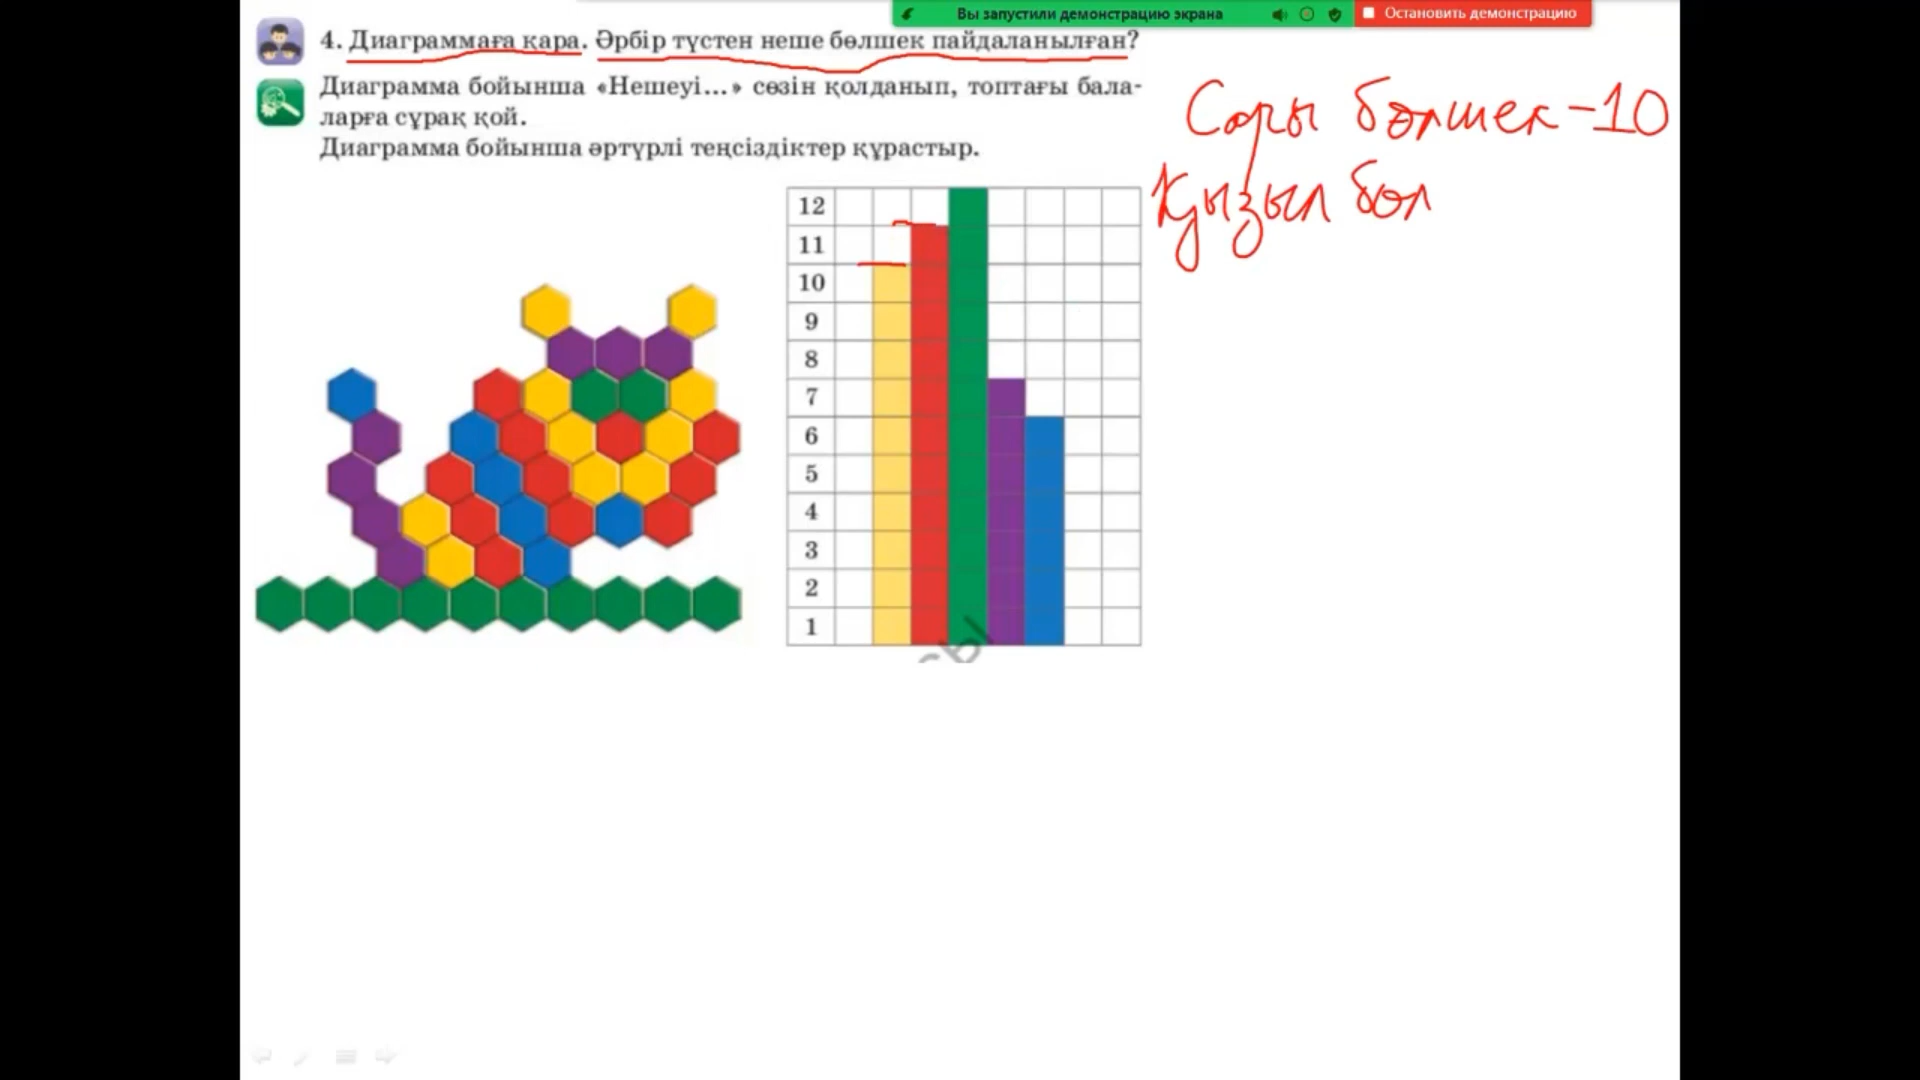 Вы запустили демонстрацию экрана
Остановить демонстрацию
4. Диаграммаға қара. Әрбір түстен неше бөлшек пайдаланылған?
Диаграмма бойынша «Нешеуі...» сөзін қолданып, топтағы бала-
ларға сұрақ қой.
Диаграмма бойынша әртүрлі теңсіздіктер құрастыр.
Сары бөлшек-10
Қызыл бөл
12
11
10
9
8
7
6
5
4
3
2
1
СЫ